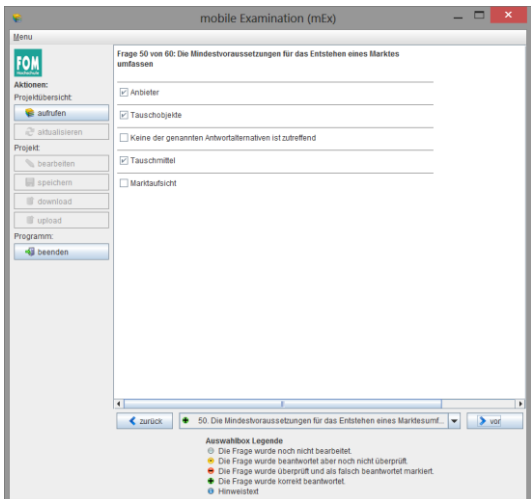 mobile Examination (mEx)
Menu
FOM
Hochschule
Aktionen:
Projektübersicht:
aufrufen
aktualisieren
Projekt:
bearbeiten
speichern
download
upload
Programm:
beenden
Frage 50 von 60: Die Mindestvoraussetzungen für das Entstehen eines Marktes
umfassen
Anbieter
Tauschobjekte
Keine der genannten Antwortalternativen ist zutreffend
Tauschmittel
Marktaufsicht
zurück
50. Die Mindestvoraussetzungen für das Entstehen eines Marktesumf...
vor
Auswahlbox Legende
Die Frage wurde noch nicht bearbeitet.
Die Frage wurde beantwortet aber noch nicht überprüft.
Die Frage wurde überprüft und als falsch beantwortet markiert.
Die Frage wurde korrekt beantwortet.
Hinweistext